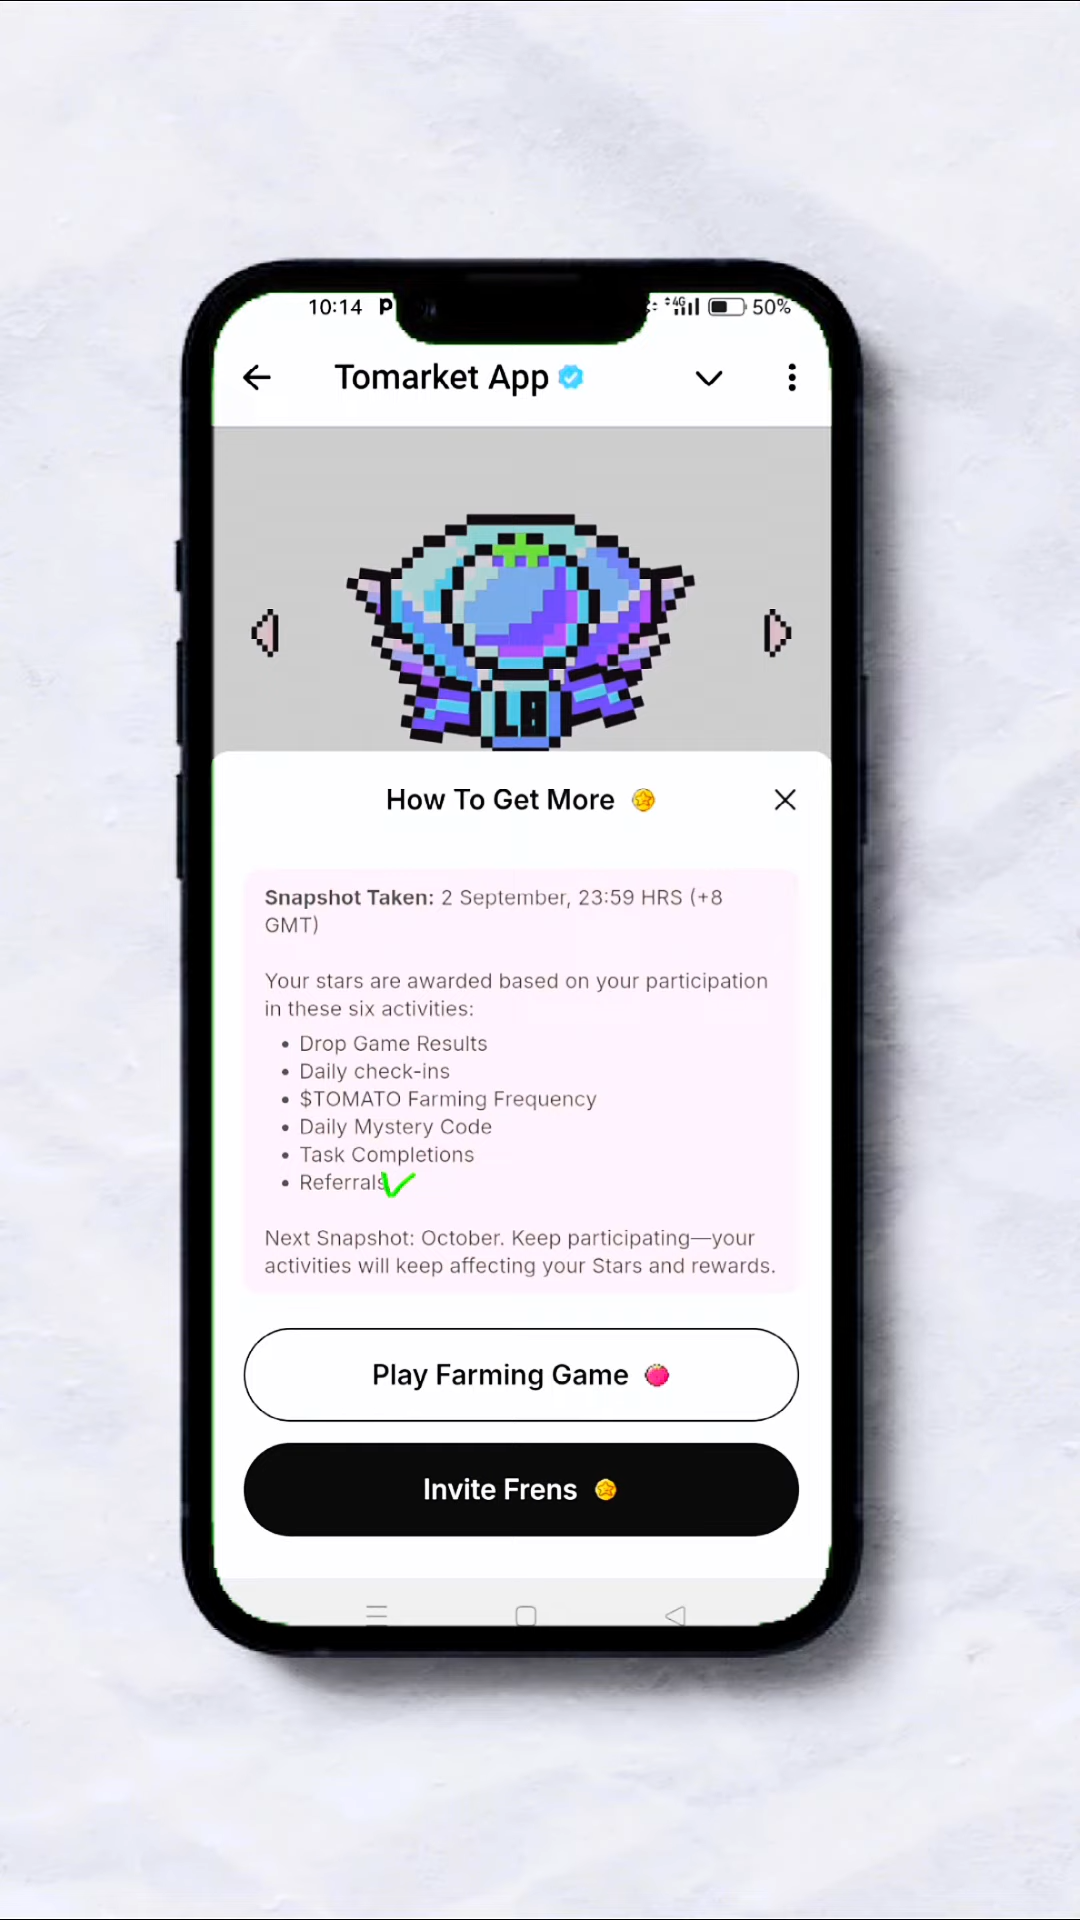 10:14 P 4G 50%
Tomarket App
L8
How To Get More
Snapshot Taken: 2 September, 23:59 HRS (+8
GMT)
Your stars are awarded based on your participation
in these six activities:
• Drop Game Results
• Daily check-ins
• $TOMATO Farming Frequency
• Daily Mystery Code
• Task Completions
• Referrals
Next Snapshot: October. Keep participating—your
activities will keep affecting your Stars and rewards.
Play Farming Game
Invite Frens